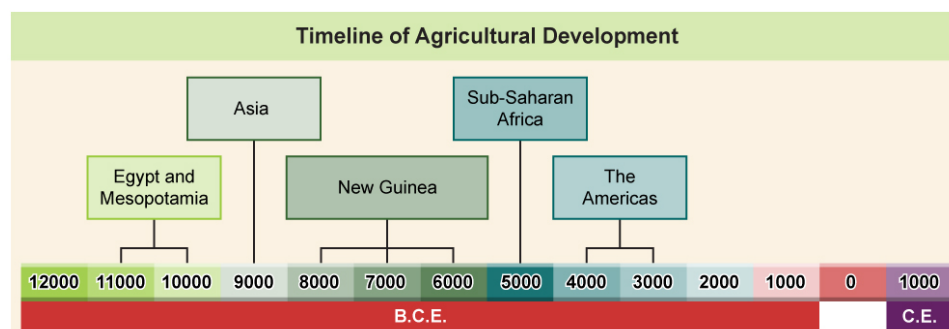 Timeline of Agricultural Development
Asia
Sub-Saharan
Africa
Egypt and
Mesopotamia
New Guinea
The
Americas
12000 11000 10000 9000 8000 7000 6000 5000 4000 3000 2000 1000 0 1000
B.C.E. C.E.